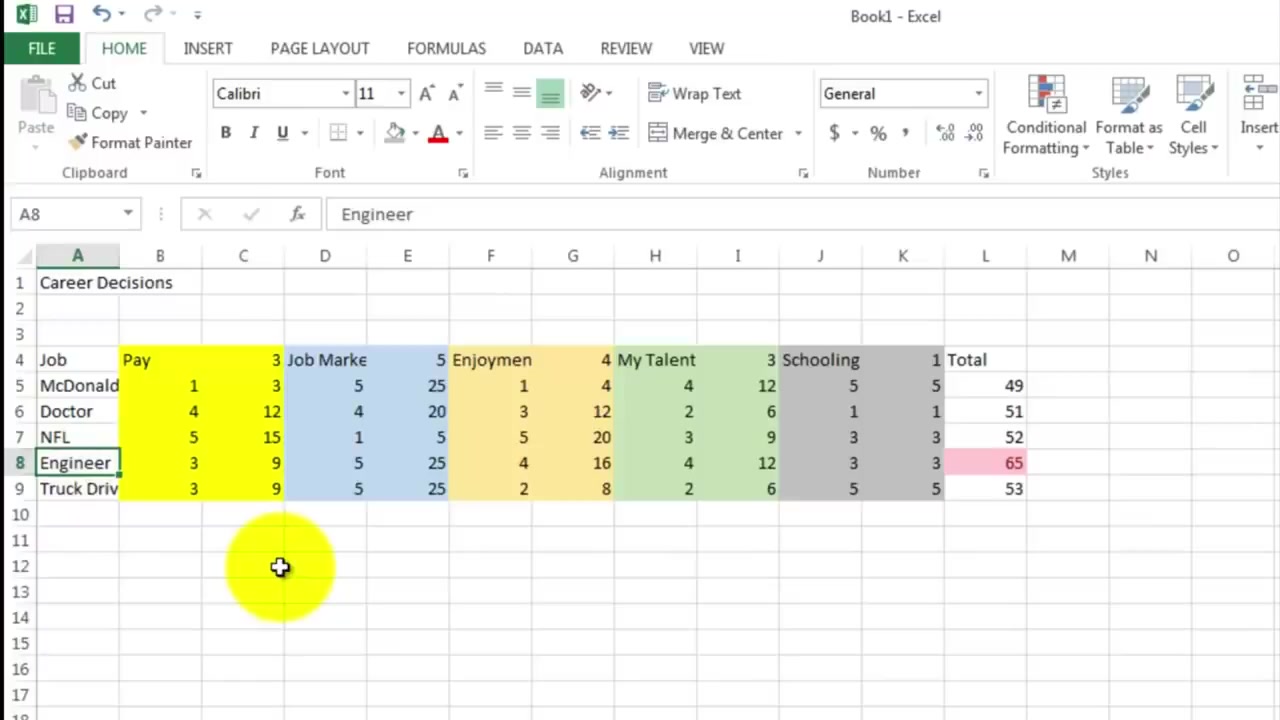 Book1 - Excel
FILE HOME INSERT PAGE LAYOUT FORMULAS DATA REVIEW VIEW
Cut
Copy
Format Painter
Paste
Clipboard
Calibri 11
B I U A
Font
Wrap Text
Merge & Center
Alignment
General
$ % ,
Number
Conditional Formatting
Format as Table
Cell Styles
Styles
Insert
A8 fx Engineer
A B C D E F G H I J K L M N O
1 Career Decisions
2
3
4 Job Pay 3 Job Marke 5 Enjoymen 4 My Talent 3 Schooling 1 Total
5 McDonald 1 3 5 25 1 4 4 12 5 5 49
6 Doctor 4 12 4 20 3 12 2 6 1 1 51
7 NFL 5 15 1 5 5 20 3 9 3 3 52
8 Engineer 3 9 5 25 4 16 4 12 3 3 65
9 Truck Driv 3 9 5 25 2 8 2 6 5 5 53
10
11
12
13
14
15
16
17
18